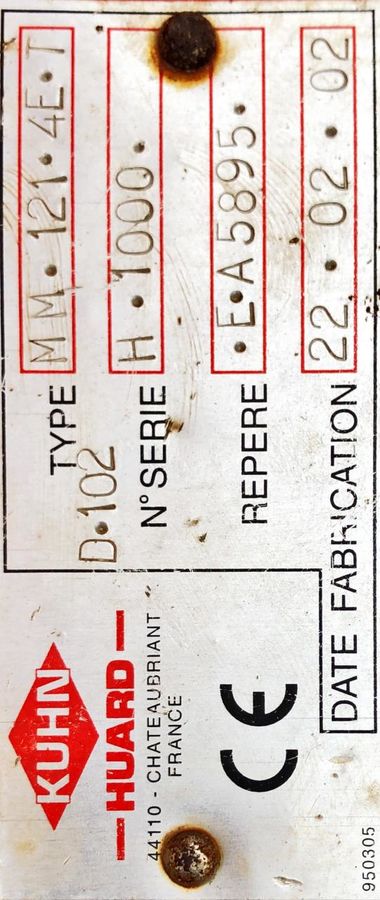 KUHN
HUARD
44110 - CHATEAUBRIANT
FRANCE
CE
TYPE MM·121·4E·T
D·102
N° SERIE H·1000·
REPERE ·E·A5895·
DATE FABRICATION 22·02·02
950305